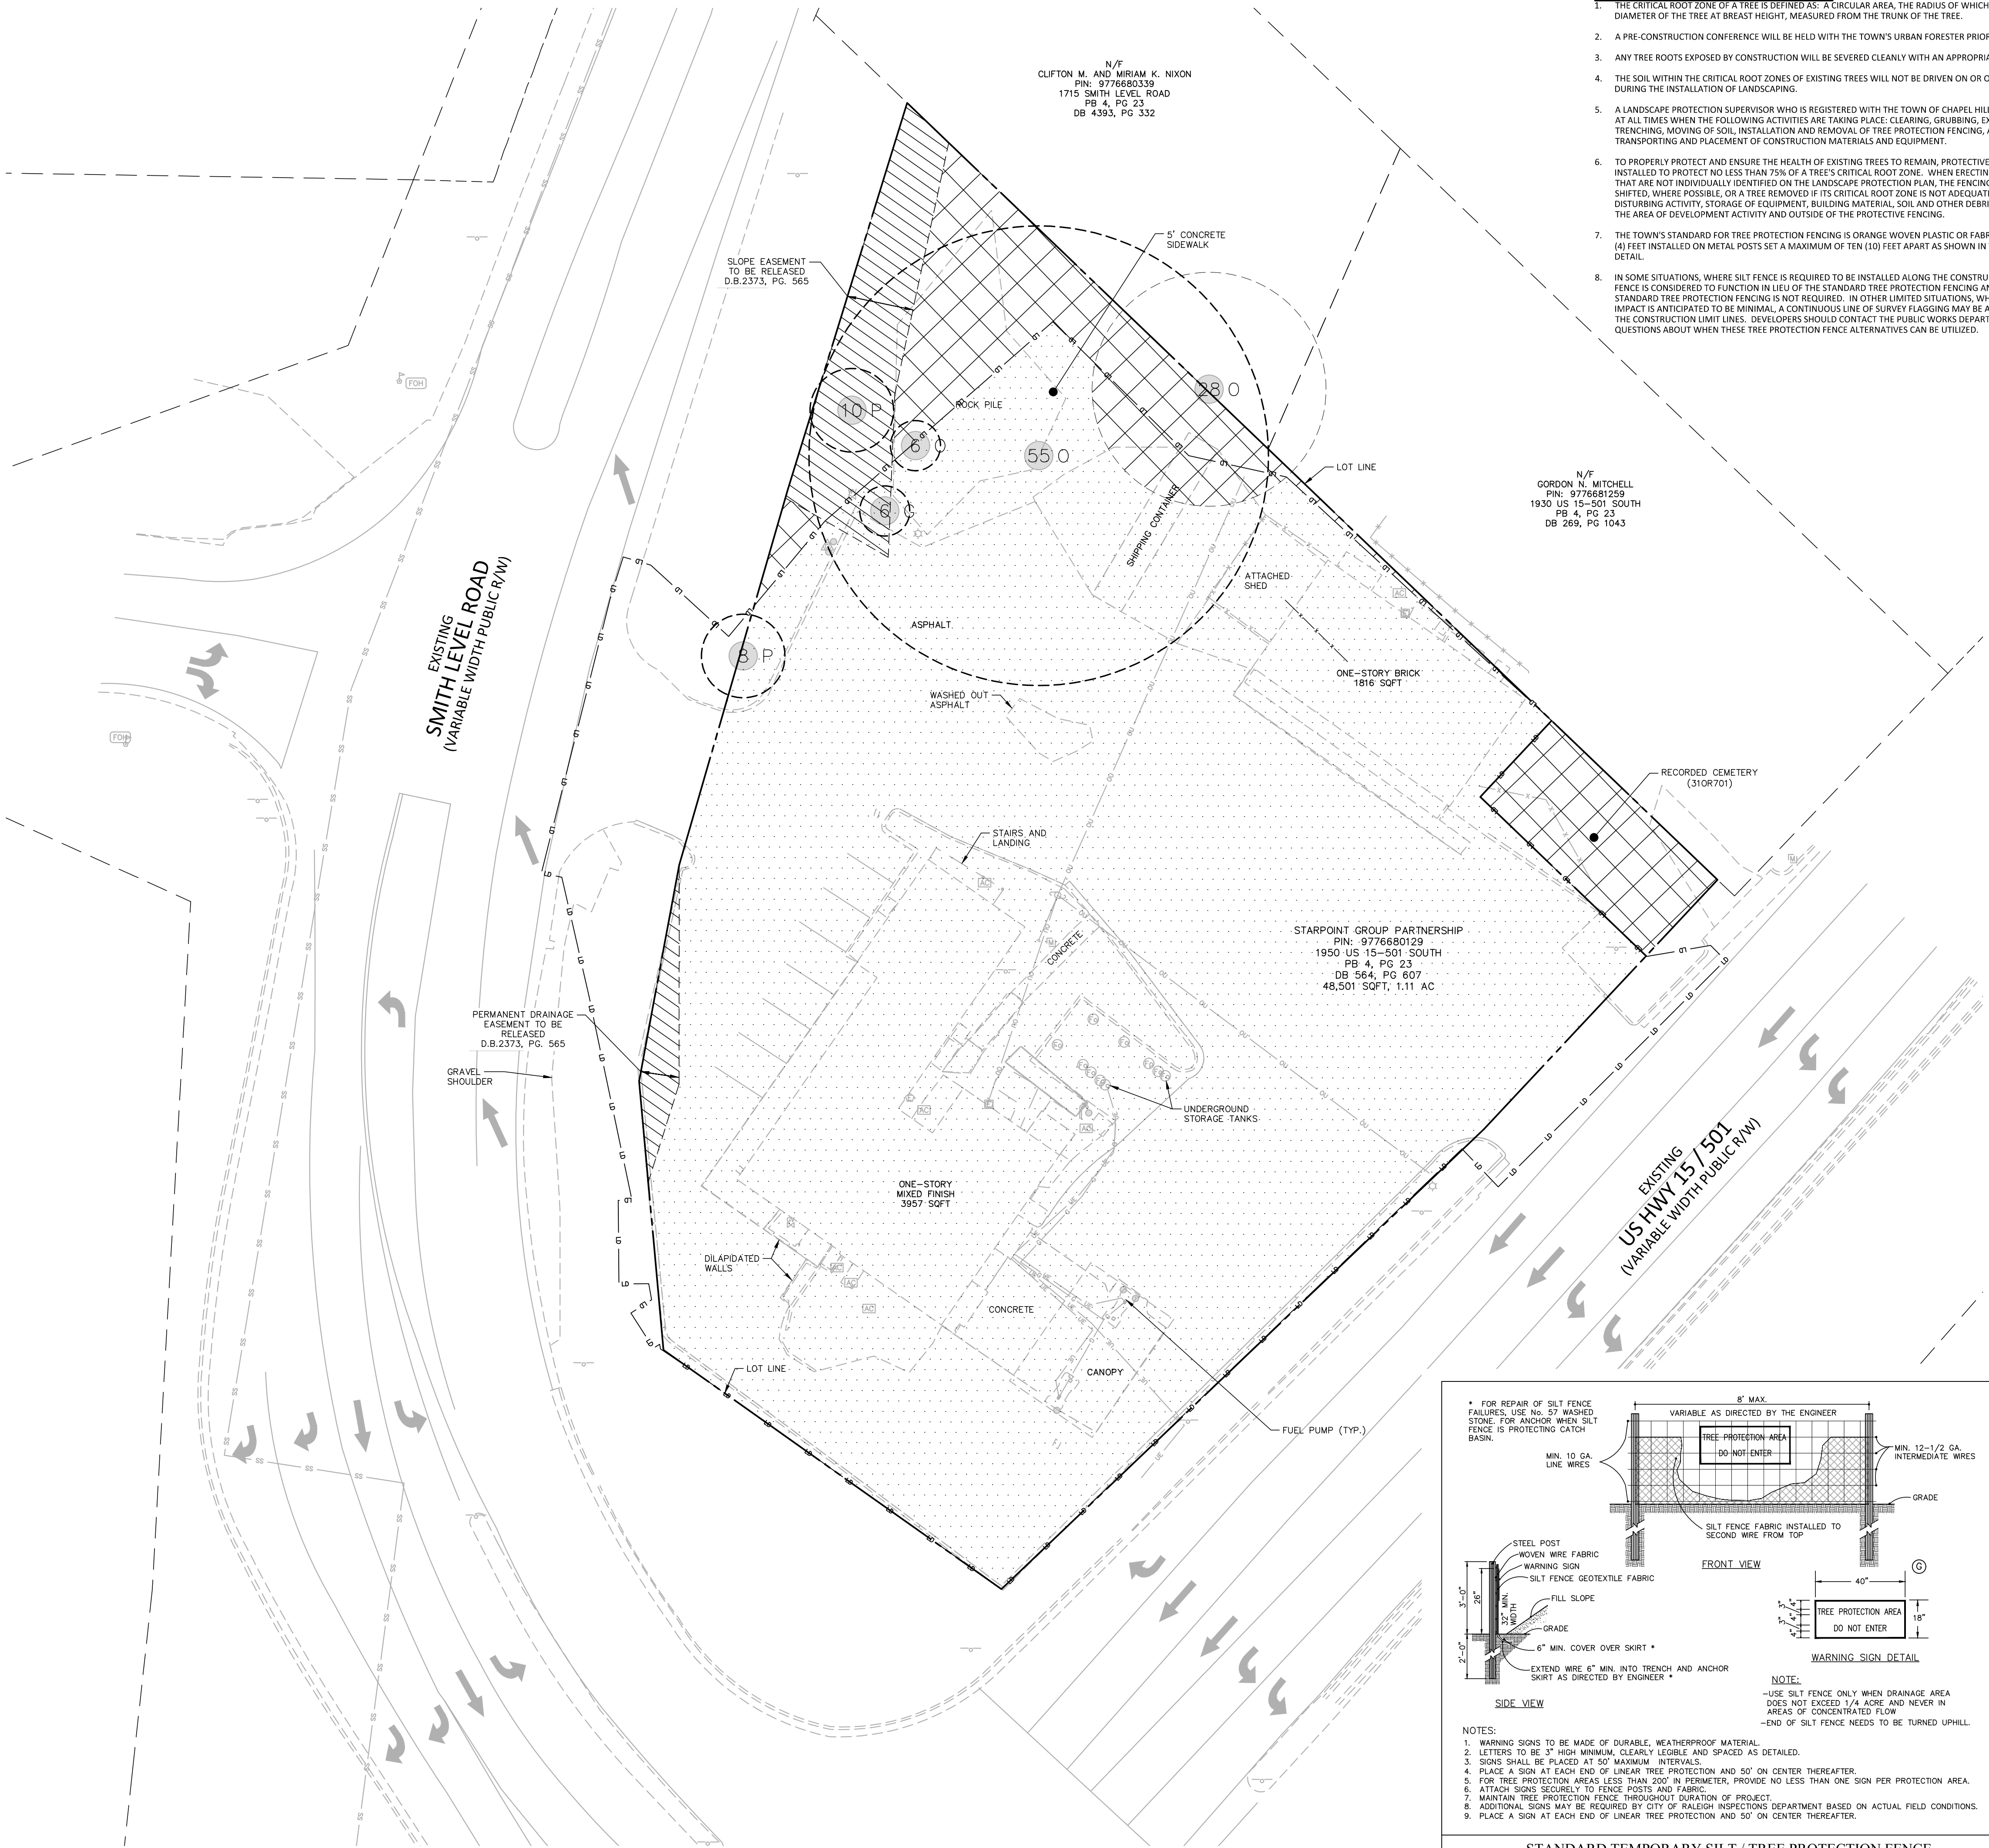 1. THE CRITICAL ROOT ZONE OF A TREE IS DEFINED AS: A CIRCULAR AREA, THE RADIUS OF WHICH
DIAMETER OF THE TREE AT BREAST HEIGHT, MEASURED FROM THE TRUNK OF THE TREE.
2. A PRE-CONSTRUCTION CONFERENCE WILL BE HELD WITH THE TOWN'S URBAN FORESTER PRIOR
3. ANY TREE ROOTS EXPOSED BY CONSTRUCTION WILL BE SEVERED CLEANLY WITH AN APPROPRIA
4. THE SOIL WITHIN THE CRITICAL ROOT ZONES OF EXISTING TREES WILL NOT BE DRIVEN ON OR O
DURING THE INSTALLATION OF LANDSCAPING.
5. A LANDSCAPE PROTECTION SUPERVISOR WHO IS REGISTERED WITH THE TOWN OF CHAPEL HILL
AT ALL TIMES WHEN THE FOLLOWING ACTIVITIES ARE TAKING PLACE: CLEARING, GRUBBING, EX
TRENCHING, MOVING OF SOIL, INSTALLATION AND REMOVAL OF TREE PROTECTION FENCING, A
TRANSPORTING AND PLACEMENT OF CONSTRUCTION MATERIALS AND EQUIPMENT.
6. TO PROPERLY PROTECT AND ENSURE THE HEALTH OF EXISTING TREES TO REMAIN, PROTECTIVE
INSTALLED TO PROTECT NO LESS THAN 75% OF A TREE'S CRITICAL ROOT ZONE. WHEN ERECTIN
THAT ARE NOT INDIVIDUALLY IDENTIFIED ON THE LANDSCAPE PROTECTION PLAN, THE FENCING
SHIFTED, WHERE POSSIBLE, OR A TREE REMOVED IF ITS CRITICAL ROOT ZONE IS NOT ADEQUAT
DISTURBING ACTIVITY, STORAGE OF EQUIPMENT, BUILDING MATERIAL, SOIL AND OTHER DEBRI
THE AREA OF DEVELOPMENT ACTIVITY AND OUTSIDE OF THE PROTECTIVE FENCING.
7. THE TOWN'S STANDARD FOR TREE PROTECTION FENCING IS ORANGE WOVEN PLASTIC OR FABR
(4) FEET INSTALLED ON METAL POSTS SET A MAXIMUM OF TEN (10) FEET APART AS SHOWN IN
DETAIL.
8. IN SOME SITUATIONS, WHERE SILT FENCE IS REQUIRED TO BE INSTALLED ALONG THE CONSTRU
FENCE IS CONSIDERED TO FUNCTION IN LIEU OF THE STANDARD TREE PROTECTION FENCING AN
STANDARD TREE PROTECTION FENCING IS NOT REQUIRED. IN OTHER LIMITED SITUATIONS, WH
IMPACT IS ANTICIPATED TO BE MINIMAL, A CONTINUOUS LINE OF SURVEY FLAGGING MAY BE A
THE CONSTRUCTION LIMIT LINES. DEVELOPERS SHOULD CONTACT THE PUBLIC WORKS DEPART
QUESTIONS ABOUT WHEN THESE TREE PROTECTION FENCE ALTERNATIVES CAN BE UTILIZED.
N/F
CLIFTON M. AND MIRIAM K. NIXON
PIN: 9776680339
1715 SMITH LEVEL ROAD
PB 4, PG 23
DB 4393, PG 332
5' CONCRETE
SIDEWALK
SLOPE EASEMENT
TO BE RELEASED
D.B.2373, PG. 565
FOH
10 P
ROCK PILE
6 O
55 O
28 O
6 G
8 P
LOT LINE
N/F
GORDON N. MITCHELL
PIN: 9776681259
1930 US 15-501 SOUTH
PB 4, PG 23
DB 269, PG 1043
SHIPPING CONTAINER
ATTACHED
SHED
AC
ASPHALT
ONE-STORY BRICK
1816 SQFT
EXISTING
SMITH LEVEL ROAD
(VARIABLE WIDTH PUBLIC R/W)
FOH
WASHED OUT
ASPHALT
RECORDED CEMETERY
(31OR701)
STAIRS AND
LANDING
AC
CONCRETE
STARPOINT GROUP PARTNERSHIP
PIN: 9776680129
1950 US 15-501 SOUTH
PB 4, PG 23
DB 564, PG 607
48,501 SQFT, 1.11 AC
PERMANENT DRAINAGE
EASEMENT TO BE
RELEASED
D.B.2373, PG. 565
GRAVEL
SHOULDER
AC
AC
UNDERGROUND
STORAGE TANKS
EXISTING
US HWY 15 / 501
(VARIABLE WIDTH PUBLIC R/W)
ONE-STORY
MIXED FINISH
3957 SQFT
DILAPIDATED
WALLS
AC
AC
AC
CONCRETE
LOT LINE
CANOPY
FUEL PUMP (TYP.)
* FOR REPAIR OF SILT FENCE
FAILURES, USE No. 57 WASHED
STONE. FOR ANCHOR WHEN SILT
FENCE IS PROTECTING CATCH
BASIN.
8' MAX.
VARIABLE AS DIRECTED BY THE ENGINEER
TREE PROTECTION AREA
DO NOT ENTER
MIN. 10 GA.
LINE WIRES
MIN. 12-1/2 GA.
INTERMEDIATE WIRES
GRADE
SILT FENCE FABRIC INSTALLED TO
SECOND WIRE FROM TOP
FRONT VIEW
STEEL POST
WOVEN WIRE FABRIC
WARNING SIGN
SILT FENCE GEOTEXTILE FABRIC
FILL SLOPE
GRADE
6" MIN. COVER OVER SKIRT *
EXTEND WIRE 6" MIN. INTO TRENCH AND ANCHOR
SKIRT AS DIRECTED BY ENGINEER *
3'-0"
26"
32" MIN.
WIDTH
2'-0"
SIDE VIEW
G
40"
3" 4"
3" 4"
4"
TREE PROTECTION AREA
DO NOT ENTER
18"
WARNING SIGN DETAIL
NOTE:
-USE SILT FENCE ONLY WHEN DRAINAGE AREA
DOES NOT EXCEED 1/4 ACRE AND NEVER IN
AREAS OF CONCENTRATED FLOW
-END OF SILT FENCE NEEDS TO BE TURNED UPHILL.
NOTES:
1. WARNING SIGNS TO BE MADE OF DURABLE, WEATHERPROOF MATERIAL.
2. LETTERS TO BE 3" HIGH MINIMUM, CLEARLY LEGIBLE AND SPACED AS DETAILED.
3. SIGNS SHALL BE PLACED AT 50' MAXIMUM INTERVALS.
4. PLACE A SIGN AT EACH END OF LINEAR TREE PROTECTION AND 50' ON CENTER THEREAFTER.
5. FOR TREE PROTECTION AREAS LESS THAN 200' IN PERIMETER, PROVIDE NO LESS THAN ONE SIGN PER PROTECTION AREA.
6. ATTACH SIGNS SECURELY TO FENCE POSTS AND FABRIC.
7. MAINTAIN TREE PROTECTION FENCE THROUGHOUT DURATION OF PROJECT.
8. ADDITIONAL SIGNS MAY BE REQUIRED BY CITY OF RALEIGH INSPECTIONS DEPARTMENT BASED ON ACTUAL FIELD CONDITIONS.
9. PLACE A SIGN AT EACH END OF LINEAR TREE PROTECTION AND 50' ON CENTER THEREAFTER.
STANDARD TEMPORARY SILT / TREE PROTECTION FENCE